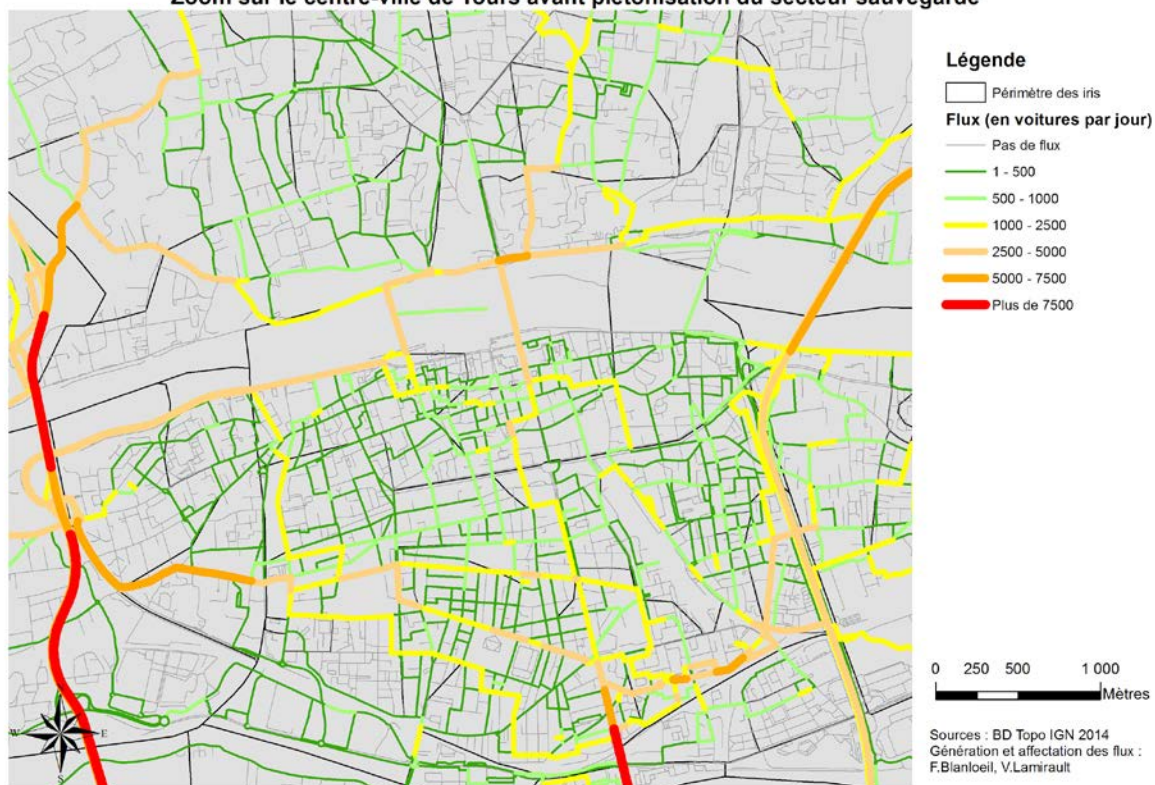 Zoom sur le centre-ville de Tours avant piétonisation du secteur sauvegardé
Légende
Périmètre des iris
Flux (en voitures par jour)
Pas de flux
1 - 500
500 - 1000
1000 - 2500
2500 - 5000
5000 - 7500
Plus de 7500
0 250 500 1 000
Mètres
Sources : BD Topo IGN 2014
Génération et affectation des flux :
F.Blanloeil, V.Lamirault
W E
S